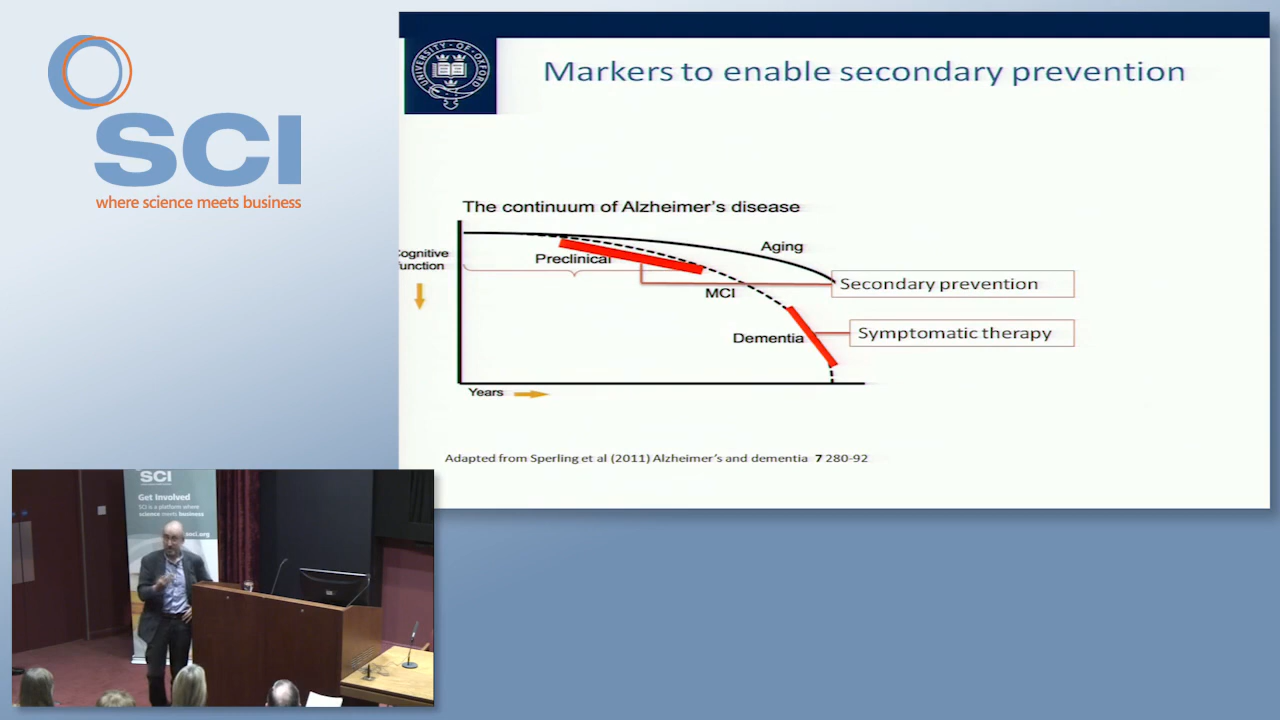 SCI
where science meets business
UNIVERSITY OF OXFORD
Markers to enable secondary prevention
The continuum of Alzheimer's disease
Cognitive
function
Aging
Preclinical
Secondary prevention
MCI
Symptomatic therapy
Dementia
Years
Adapted from Sperling et al (2011) Alzheimer's and dementia 7 280-92
SCI
Get Involved
SCI is a platform where
science meets business
soci.org